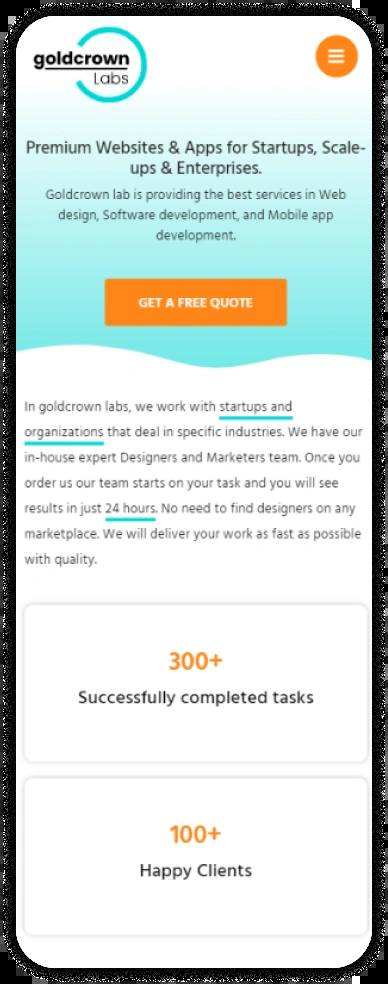 goldcrown
Labs
Premium Websites & Apps for Startups, Scale-
ups & Enterprises.
Goldcrown lab is providing the best services in Web
design, Software development, and Mobile app
development.
GET A FREE QUOTE
In goldcrown labs, we work with startups and
organizations that deal in specific industries. We have our
in-house expert Designers and Marketers team. Once you
order us our team starts on your task and you will see
results in just 24 hours. No need to find designers on any
marketplace. We will deliver your work as fast as possible
with quality.
300+
Successfully completed tasks
100+
Happy Clients